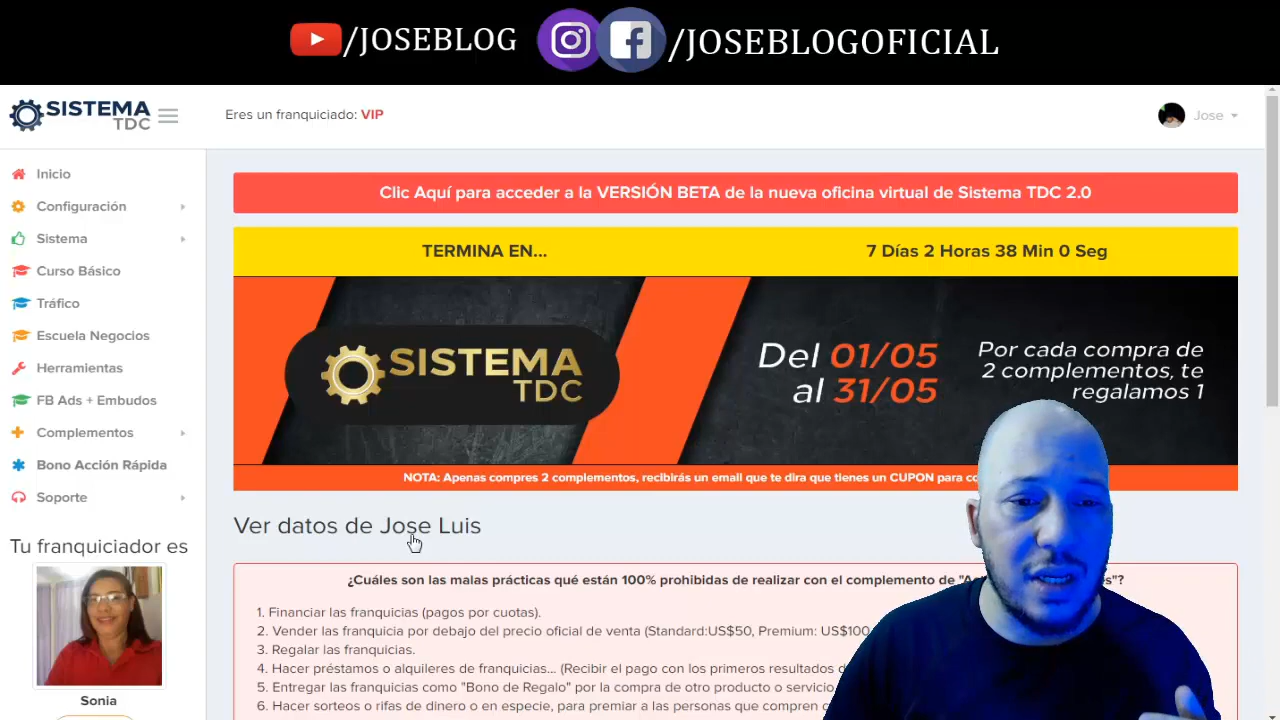 /JOSEBLOG
/JOSEBLOGOFICIAL
SISTEMA
TDC
Eres un franquiciado: VIP
Jose
Inicio
Configuración
Sistema
Curso Básico
Tráfico
Escuela Negocios
Herramientas
FB Ads + Embudos
Complementos
Bono Acción Rápida
Soporte
Tu franquiciador es
Sonia
Clic Aquí para acceder a la VERSIÓN BETA de la nueva oficina virtual de Sistema TDC 2.0
TERMINA EN...
7 Días 2 Horas 38 Min 0 Seg
SISTEMA
TDC
Del 01/05
al 31/05
Por cada compra de
2 complementos, te
regalamos 1
NOTA: Apenas compres 2 complementos, recibirás un email que te dira que tienes un CUPON para
Ver datos de Jose Luis
¿Cuáles son las malas prácticas qué están 100% prohibidas de realizar con el complemento de
1. Financiar las franquicias (pagos por cuotas).
2. Vender las franquicia por debajo del precio oficial de venta (Standard:US$50, Premium: US$100
3. Regalar las franquicias.
4. Hacer préstamos o alquileres de franquicias... (Recibir el pago con los primeros resultados
5. Entregar las franquicias como "Bono de Regalo" por la compra de otro producto o servicio
6. Hacer sorteos o rifas de dinero o en especie, para premiar a las personas que compren